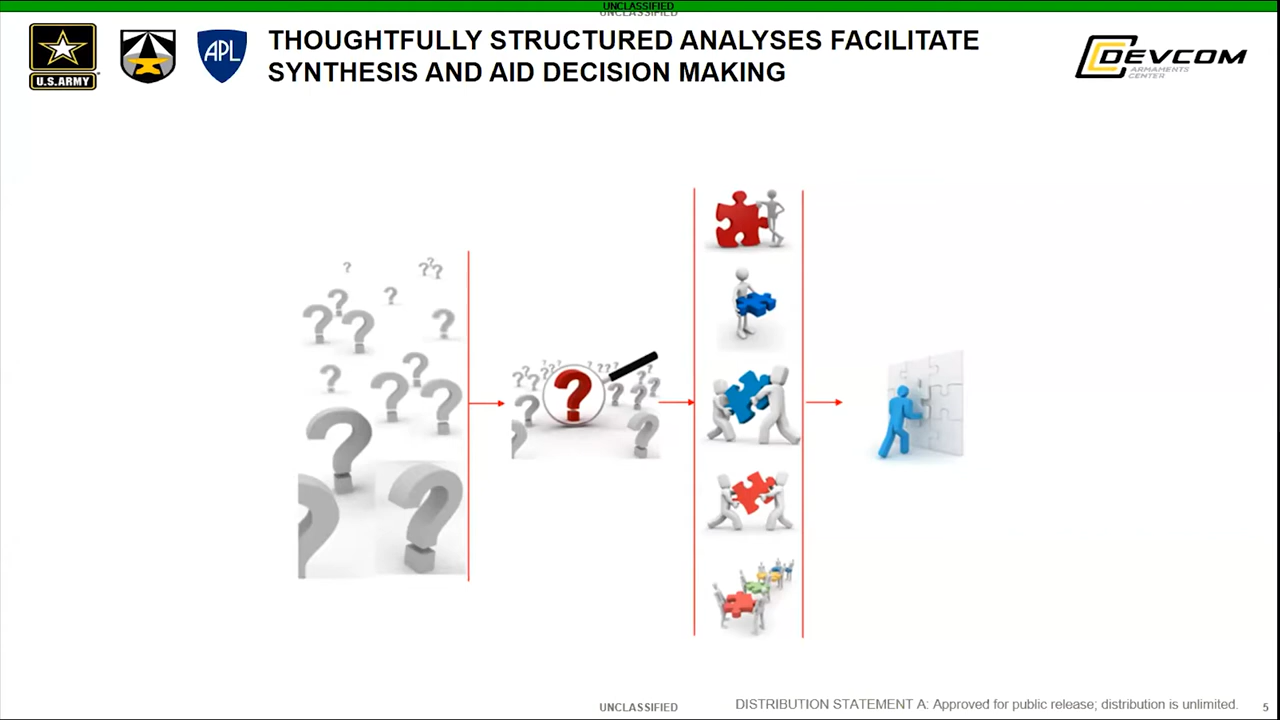 UNCLASSIFIED
UNCLASSIFIED
U.S.ARMY
APL
THOUGHTFULLY STRUCTURED ANALYSES FACILITATE
SYNTHESIS AND AID DECISION MAKING
DEVCOM
ARMAMENTS
CENTER
UNCLASSIFIED
DISTRIBUTION STATEMENT A: Approved for public release; distribution is unlimited.
5